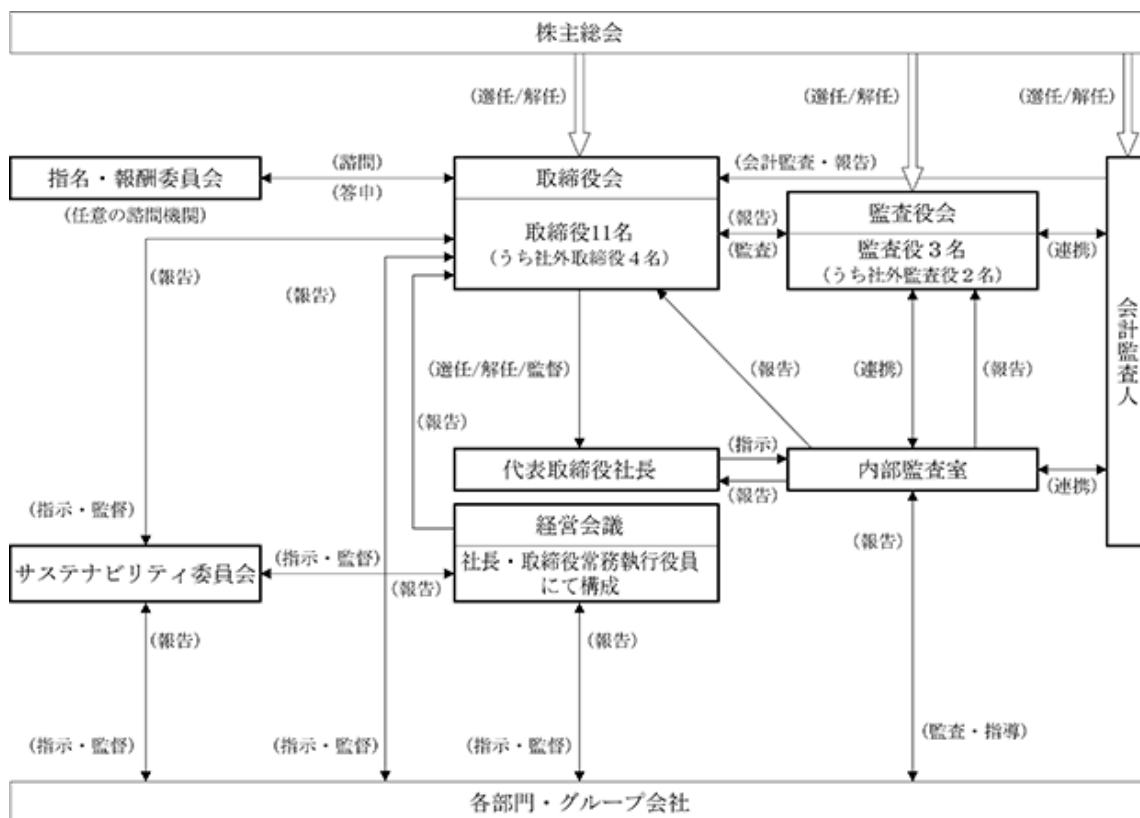 株主総会
(選任/解任)
(選任/解任)
(選任/解任)
指名・報酬委員会
(任意の諮問機関)
(諮問)
(答申)
取締役会
取締役11名
(うち社外取締役4名)
(会計監査・報告)
(報告)
(監査)
監査役会
監査役3名
(うち社外監査役2名)
(連携)
会計監査人
(報告)
(報告)
(選任/解任/監督)
(報告)
(報告)
(連携)
(報告)
代表取締役社長
(指示)
(報告)
内部監査室
(連携)
(指示・監督)
サステナビリティ委員会
(指示・監督)
(報告)
経営会議
社長・取締役常務執行役員
にて構成
(報告)
(報告)
(報告)
(指示・監督)
(指示・監督)
(指示・監督)
(監査・指導)
各部門・グループ会社